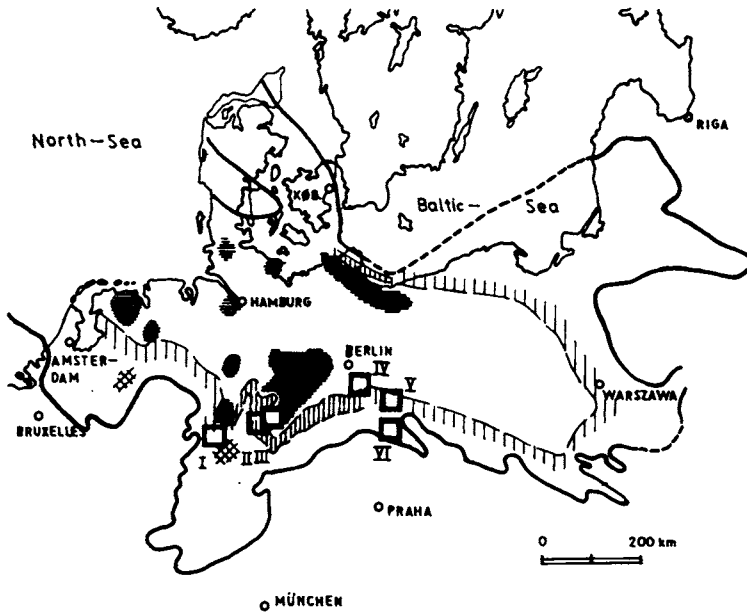 North-Sea
RIGA
KØB.
Baltic-
Sea
HAMBURG
BERLIN
AMSTER-
DAM
IV
V
WARSZAWA
BRUXELLES
I
II
III
VI
PRAHA
0
200 km
MÜNCHEN